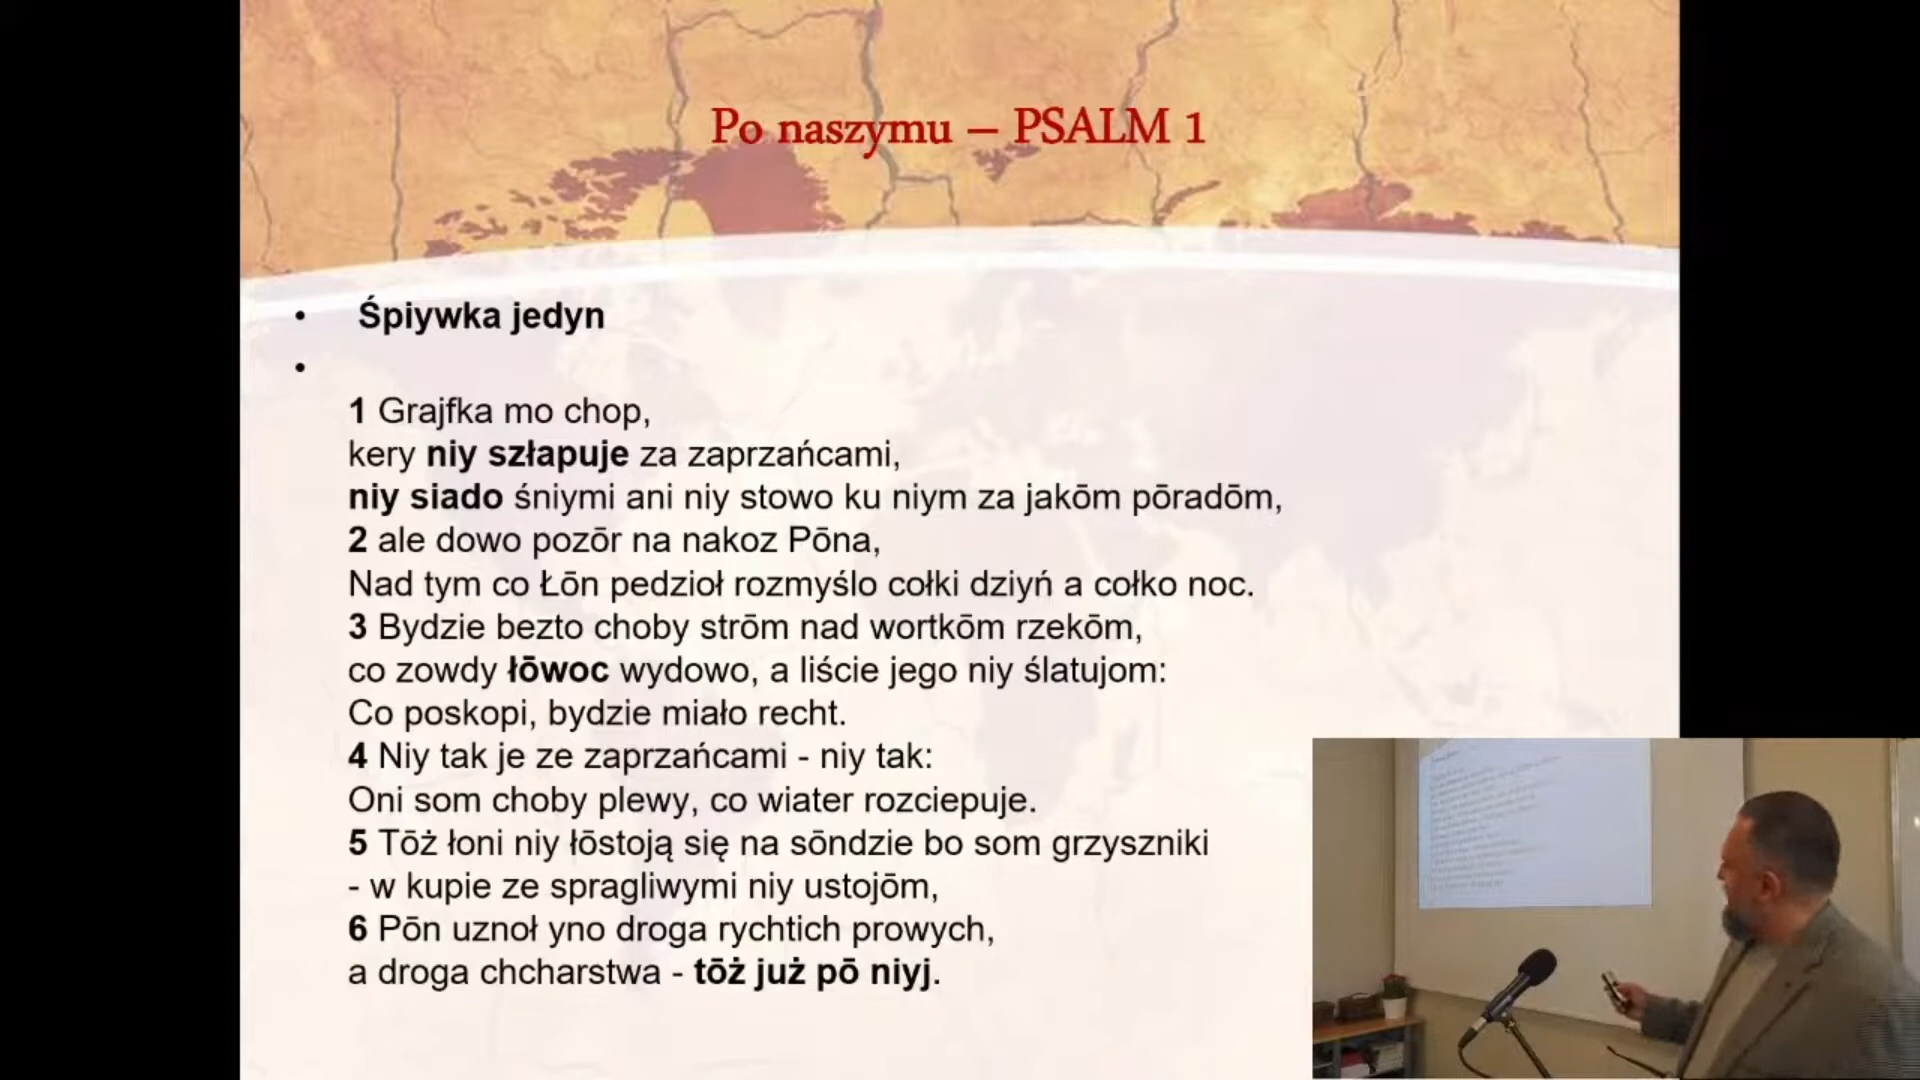 Po naszymu – PSALM 1
• Śpiywka jedyn
•
1 Grajfka mo chop,
kery niy szłapuje za zaprzańcami,
niy siado śniymi ani niy stowo ku niym za jakōm pōradōm,
2 ale dowo pozōr na nakoz Pōna,
Nad tym co Łōn pedzioł rozmyślo cołki dziyń a cołko noc.
3 Bydzie bezto choby strōm nad wortkōm rzekōm,
co zowdy łōwoc wydowo, a liście jego niy ślatujom:
Co poskopi, bydzie miało recht.
4 Niy tak je ze zaprzańcami - niy tak:
Oni som choby plewy, co wiater rozciepuje.
5 Tōż łoni niy łōstoją się na sōndzie bo som grzyszniki
- w kupie ze spragliwymi niy ustojōm,
6 Pōn uznoł yno droga rychtich prowych,
a droga chcharstwa - tōż już pō niyj.